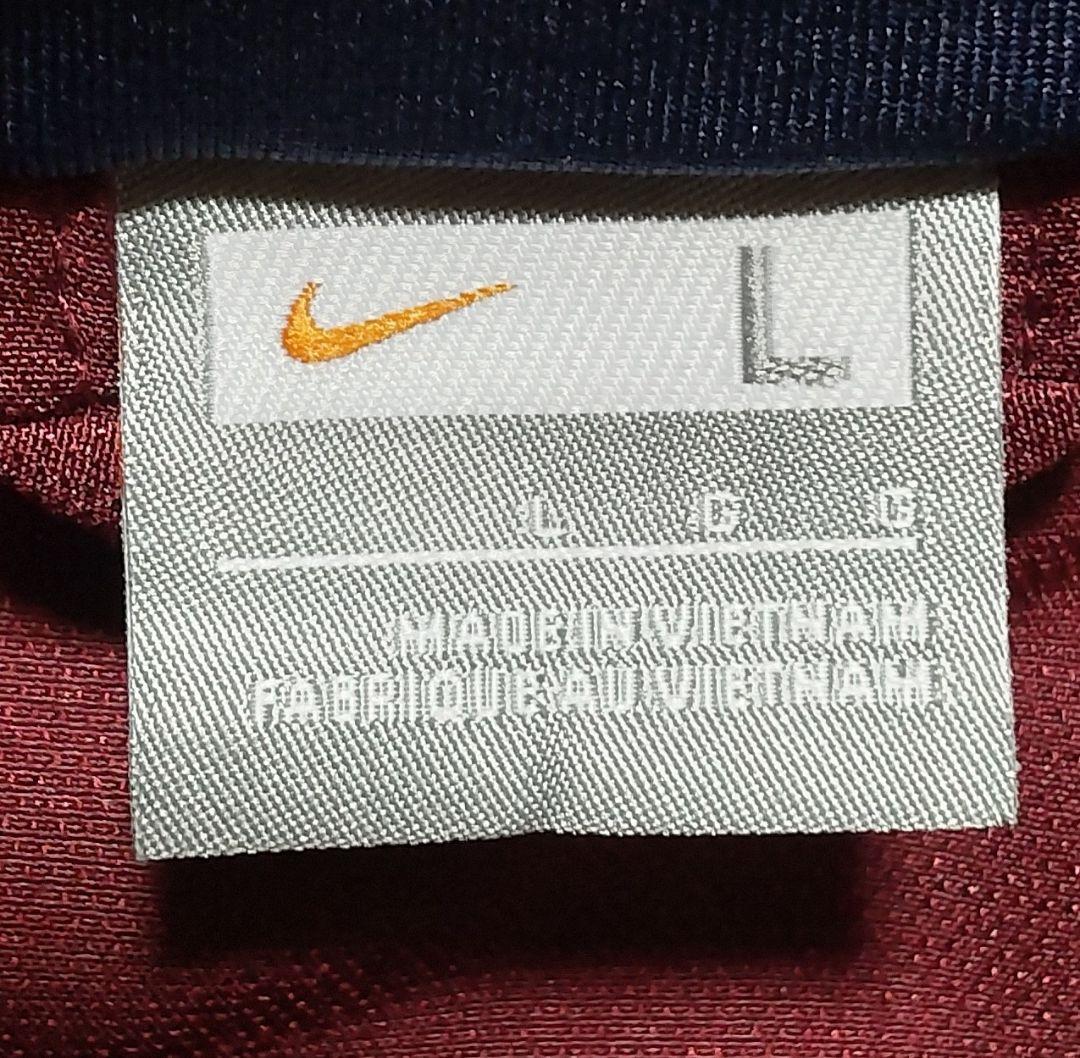 L
L G G
MADE IN VIETNAM
FABRIQUE AU VIETNAM